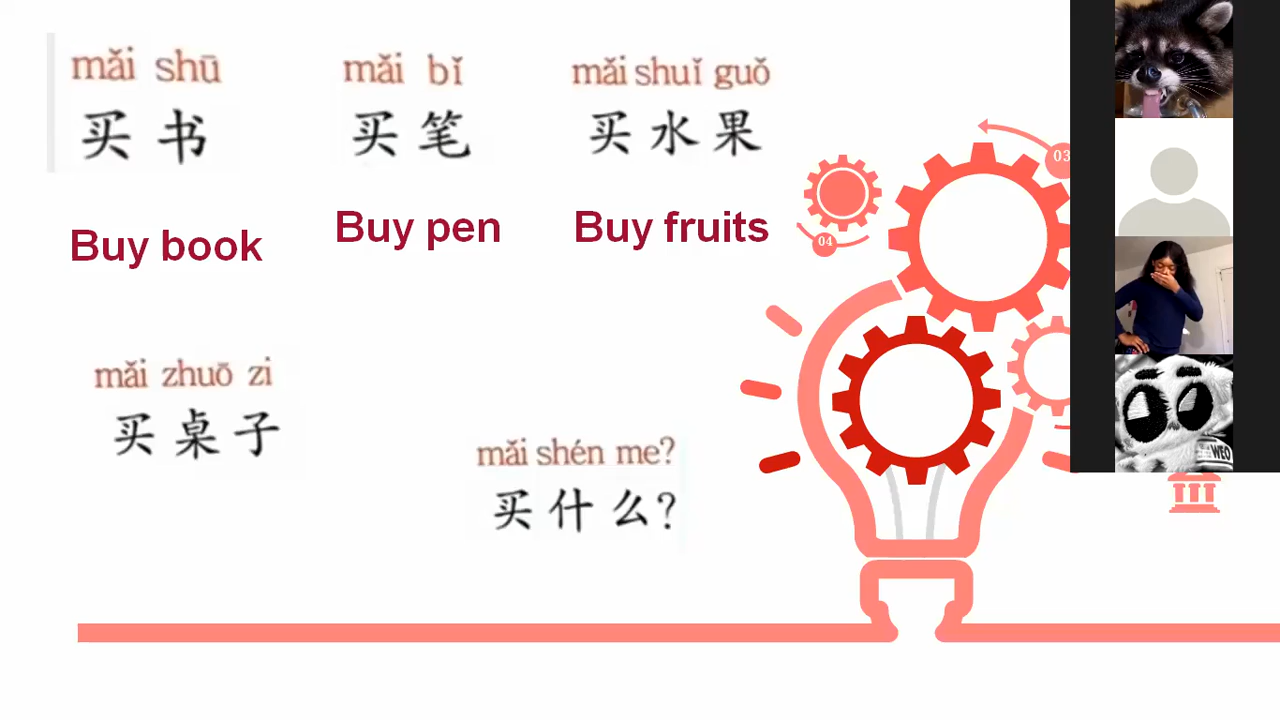 mǎi shū
买 书
Buy book
mǎi bǐ
买 笔
Buy pen
mǎi shuǐ guǒ
买 水 果
Buy fruits
mǎi zhuō zi
买 桌 子
mǎi shén me?
买 什 么?
03
04
WEO